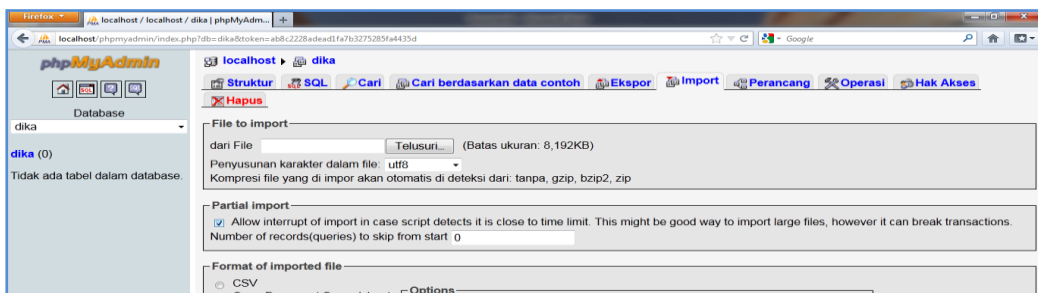 Firefox
localhost / localhost / dika | phpMyAdm...
localhost/phpmyadmin/index.php?db=dika&token=ab8c2228adead1fa7b3275285fa4435d
Google
phpMyAdmin
localhost ▸ dika
Struktur SQL Cari Cari berdasarkan data contoh Ekspor Import Perancang Operasi Hak Akses
Hapus
SQL
Database
dika
dika (0)
Tidak ada tabel dalam database.
File to import
dari File Telusuri... (Batas ukuran: 8,192KB)
Penyusunan karakter dalam file: utf8
Kompresi file yang di impor akan otomatis di deteksi dari: tanpa, gzip, bzip2, zip
Partial import
Allow interrupt of import in case script detects it is close to time limit. This might be good way to import large files, however it can break transactions.
Number of records(queries) to skip from start 0
Format of imported file
CSV
Options